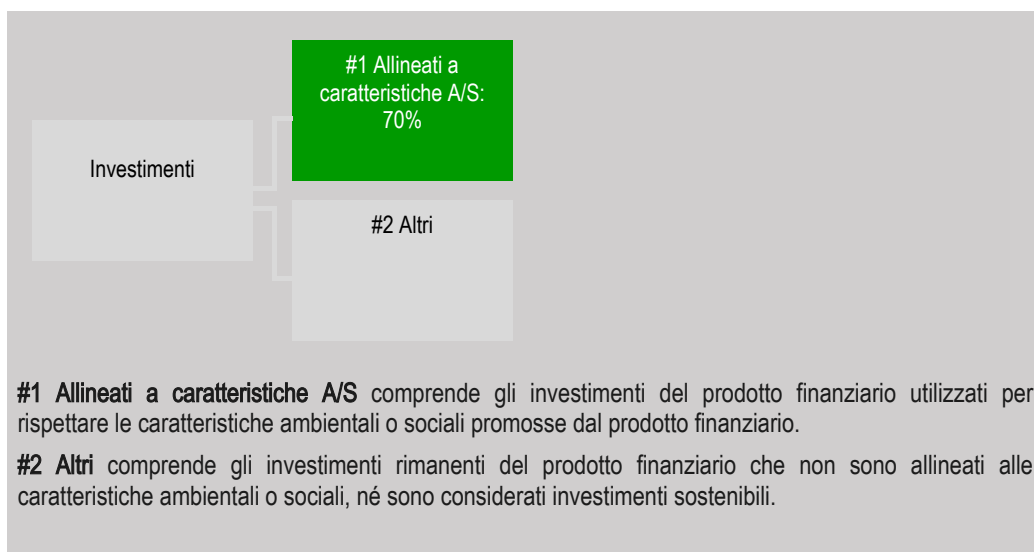 #1 Allineati a
caratteristiche A/S:
70%
Investimenti
#2 Altri
#1 Allineati a caratteristiche A/S comprende gli investimenti del prodotto finanziario utilizzati per
rispettare le caratteristiche ambientali o sociali promosse dal prodotto finanziario.
#2 Altri comprende gli investimenti rimanenti del prodotto finanziario che non sono allineati alle
caratteristiche ambientali o sociali, né sono considerati investimenti sostenibili.